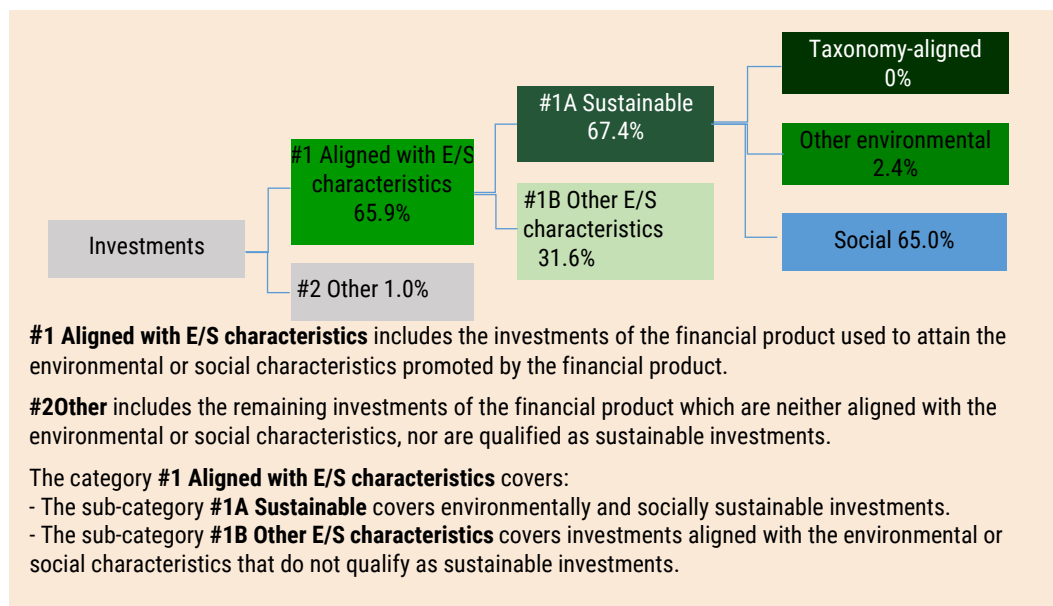 Investments
#1 Aligned with E/S
characteristics
65.9%
#2 Other 1.0%
#1A Sustainable
67.4%
#1B Other E/S
characteristics
31.6%
Taxonomy-aligned
0%
Other environmental
2.4%
Social 65.0%
#1 Aligned with E/S characteristics includes the investments of the financial product used to attain the
environmental or social characteristics promoted by the financial product.
#2Other includes the remaining investments of the financial product which are neither aligned with the
environmental or social characteristics, nor are qualified as sustainable investments.
The category #1 Aligned with E/S characteristics covers:
- The sub-category #1A Sustainable covers environmentally and socially sustainable investments.
- The sub-category #1B Other E/S characteristics covers investments aligned with the environmental or
social characteristics that do not qualify as sustainable investments.